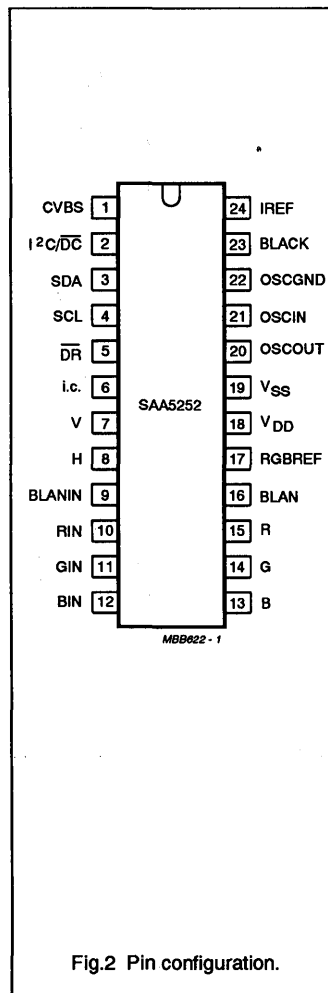 CVBS 1 24 IREF
I²C/D̅C̅ 2 23 BLACK
SDA 3 22 OSCGND
SCL 4 21 OSCIN
D̅R̅ 5 20 OSCOUT
i.c. 6 19 VSS
SAA5252
V 7 18 VDD
H 8 17 RGBREF
BLANIN 9 16 BLAN
RIN 10 15 R
GIN 11 14 G
BIN 12 13 B
MBB622 - 1
Fig.2 Pin configuration.